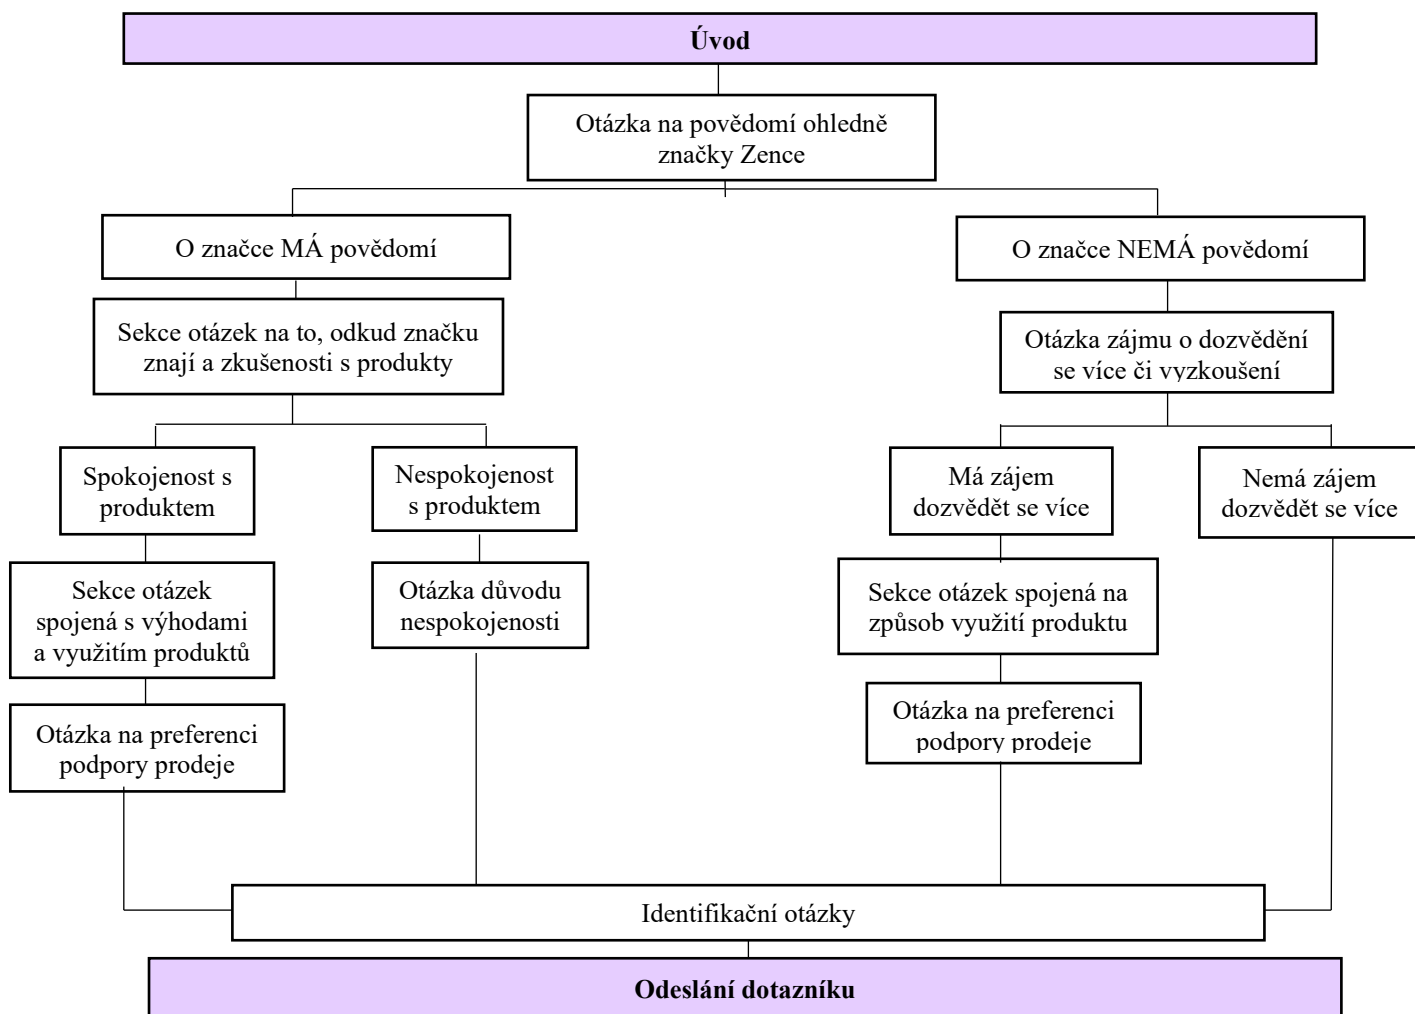 Úvod
Otázka na povědomí ohledně
značky Zence
O značce MÁ povědomí
O značce NEMÁ povědomí
Sekce otázek na to, odkud značku
znají a zkušenosti s produkty
Otázka zájmu o dozvědění
se více či vyzkoušení
Spokojenost s
produktem
Nespokojenost
s produktem
Má zájem
dozvědět se více
Nemá zájem
dozvědět se více
Sekce otázek
spojená s výhodami
a využitím produktů
Otázka důvodu
nespokojenosti
Sekce otázek spojená na
způsob využití produktu
Otázka na preferenci
podpory prodeje
Otázka na preferenci
podpory prodeje
Identifikační otázky
Odeslání dotazníku